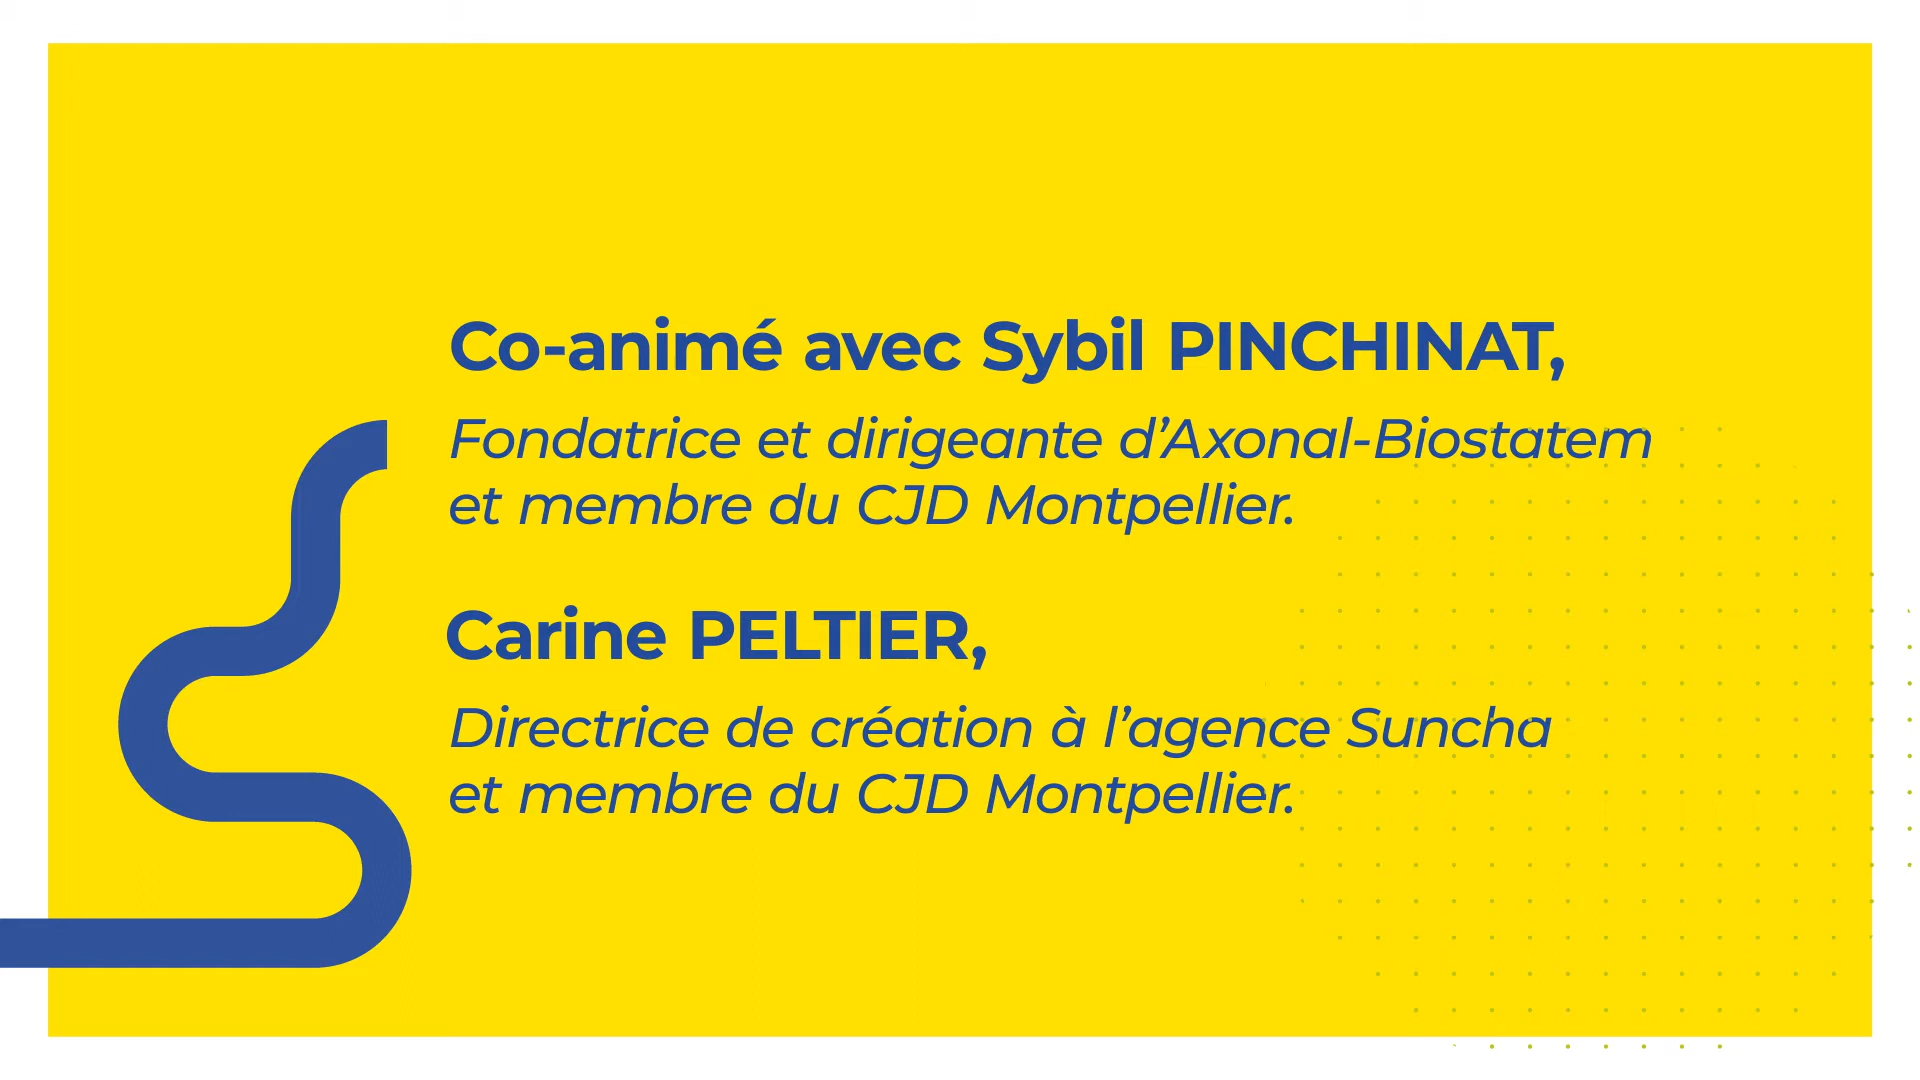 Co-animé avec Sybil PINCHINAT,
Fondatrice et dirigeante d’Axonal-Biostatem
et membre du CJD Montpellier.
Carine PELTIER,
Directrice de création à l’agence Suncha
et membre du CJD Montpellier.